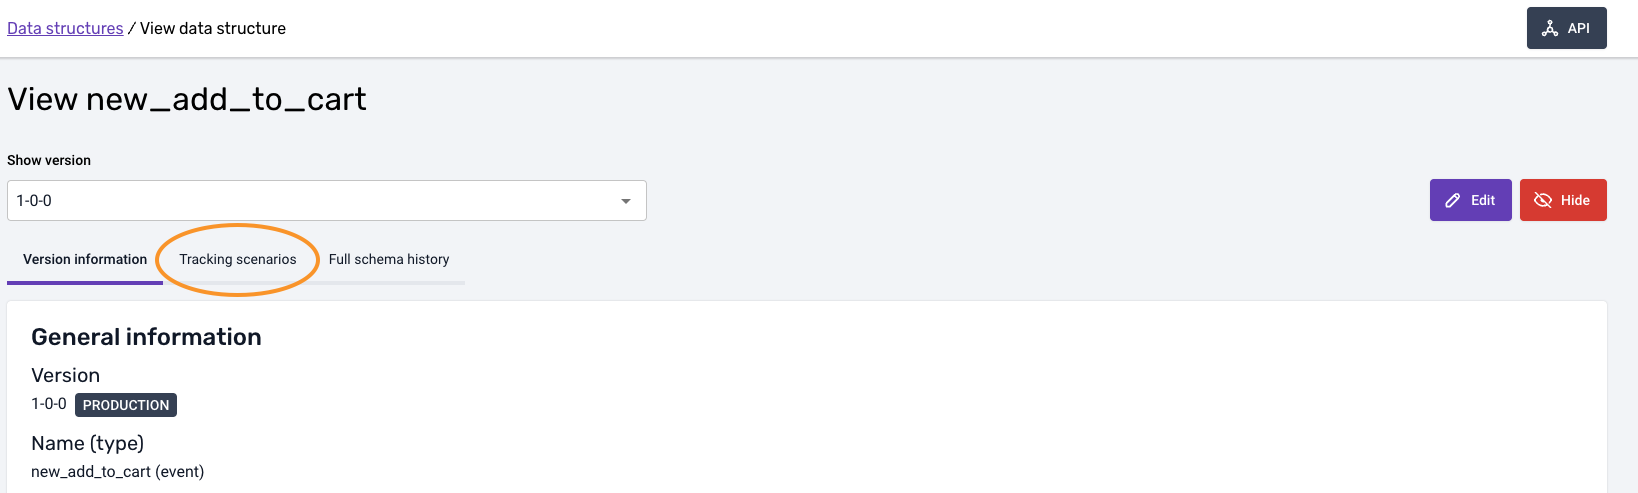 Data structures / View data structure
API
View new_add_to_cart
Show version
1-0-0
Edit
Hide
Version information
Tracking scenarios
Full schema history
General information
Version
1-0-0 PRODUCTION
Name (type)
new_add_to_cart (event)